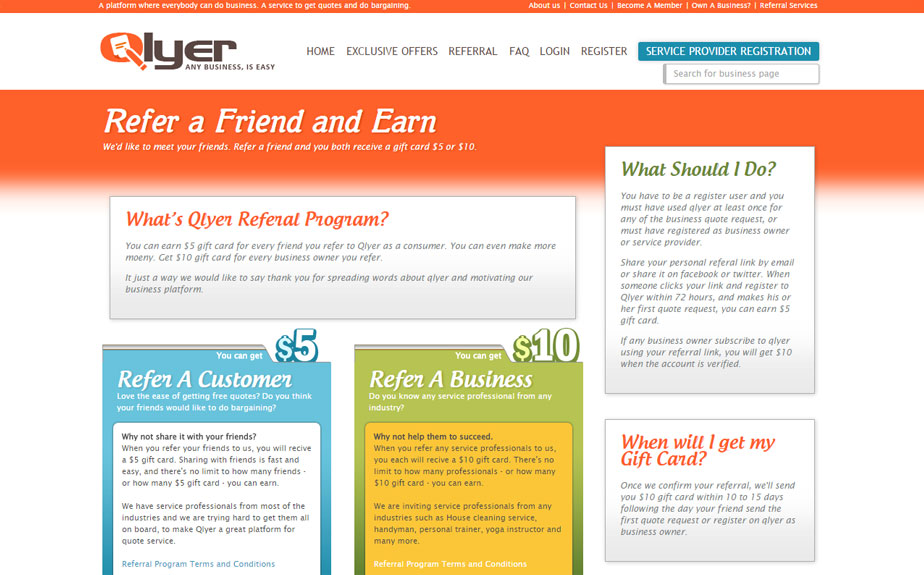 A platform where everybody can do business. A service to get quotes and do bargaining.
About us | Contact Us | Become A Member | Own A Business? | Referral Services
Qlyer
ANY BUSINESS, IS EASY
HOME EXCLUSIVE OFFERS REFERRAL FAQ LOGIN REGISTER SERVICE PROVIDER REGISTRATION
Search for business page
Refer a Friend and Earn
We'd like to meet your friends. Refer a friend and you both receive a gift card $5 or $10.
What's Qlyer Referal Program?
You can earn $5 gift card for every friend you refer to Qlyer as a consumer. You can even make more
moeny. Get $10 gift card for every business owner you refer.
It just a way we would like to say thank you for spreading words about qlyer and motivating our
business platform.
You can get $5
Refer A Customer
Love the ease of getting free quotes? Do you think
your friends would like to do bargaining?
Why not share it with your friends?
When you refer your friends to us, you will recive
a $5 gift card. Sharing with friends is fast and
easy, and there's no limit to how many friends -
or how many $5 gift card - you can earn.
We have service professionals from most of the
industries and we are trying hard to get them all
on board, to make Qlyer a great platform for
quote service.
Referral Program Terms and Conditions
You can get $10
Refer A Business
Do you know any service professional from any
industry?
Why not help them to succeed.
When you refer any service professionals to us,
you each will recive a $10 gift card. There's no
limit to how many professionals - or how many
$10 gift card - you can earn.
We are inviting service professionals from any
industries such as House cleaning service,
handyman, personal trainer, yoga instructor and
many more.
Referral Program Terms and Conditions
What Should I Do?
You have to be a register user and you
must have used qlyer at least once for
any of the business quote request, or
must have registered as business owner
or service provider.
Share your personal referal link by email
or share it on facebook or twitter. When
someone clicks your link and register to
Qlyer within 72 hours, and makes his or
her first quote request, you can earn $5
gift card.
If any business owner subscribe to qlyer
using your referral link, you will get $10
when the account is verified.
When will I get my
Gift Card?
Once we confirm your referral, we'll send
you $10 gift card within 10 to 15 days
following the day your friend send the
first quote request or register on qlyer as
business owner.